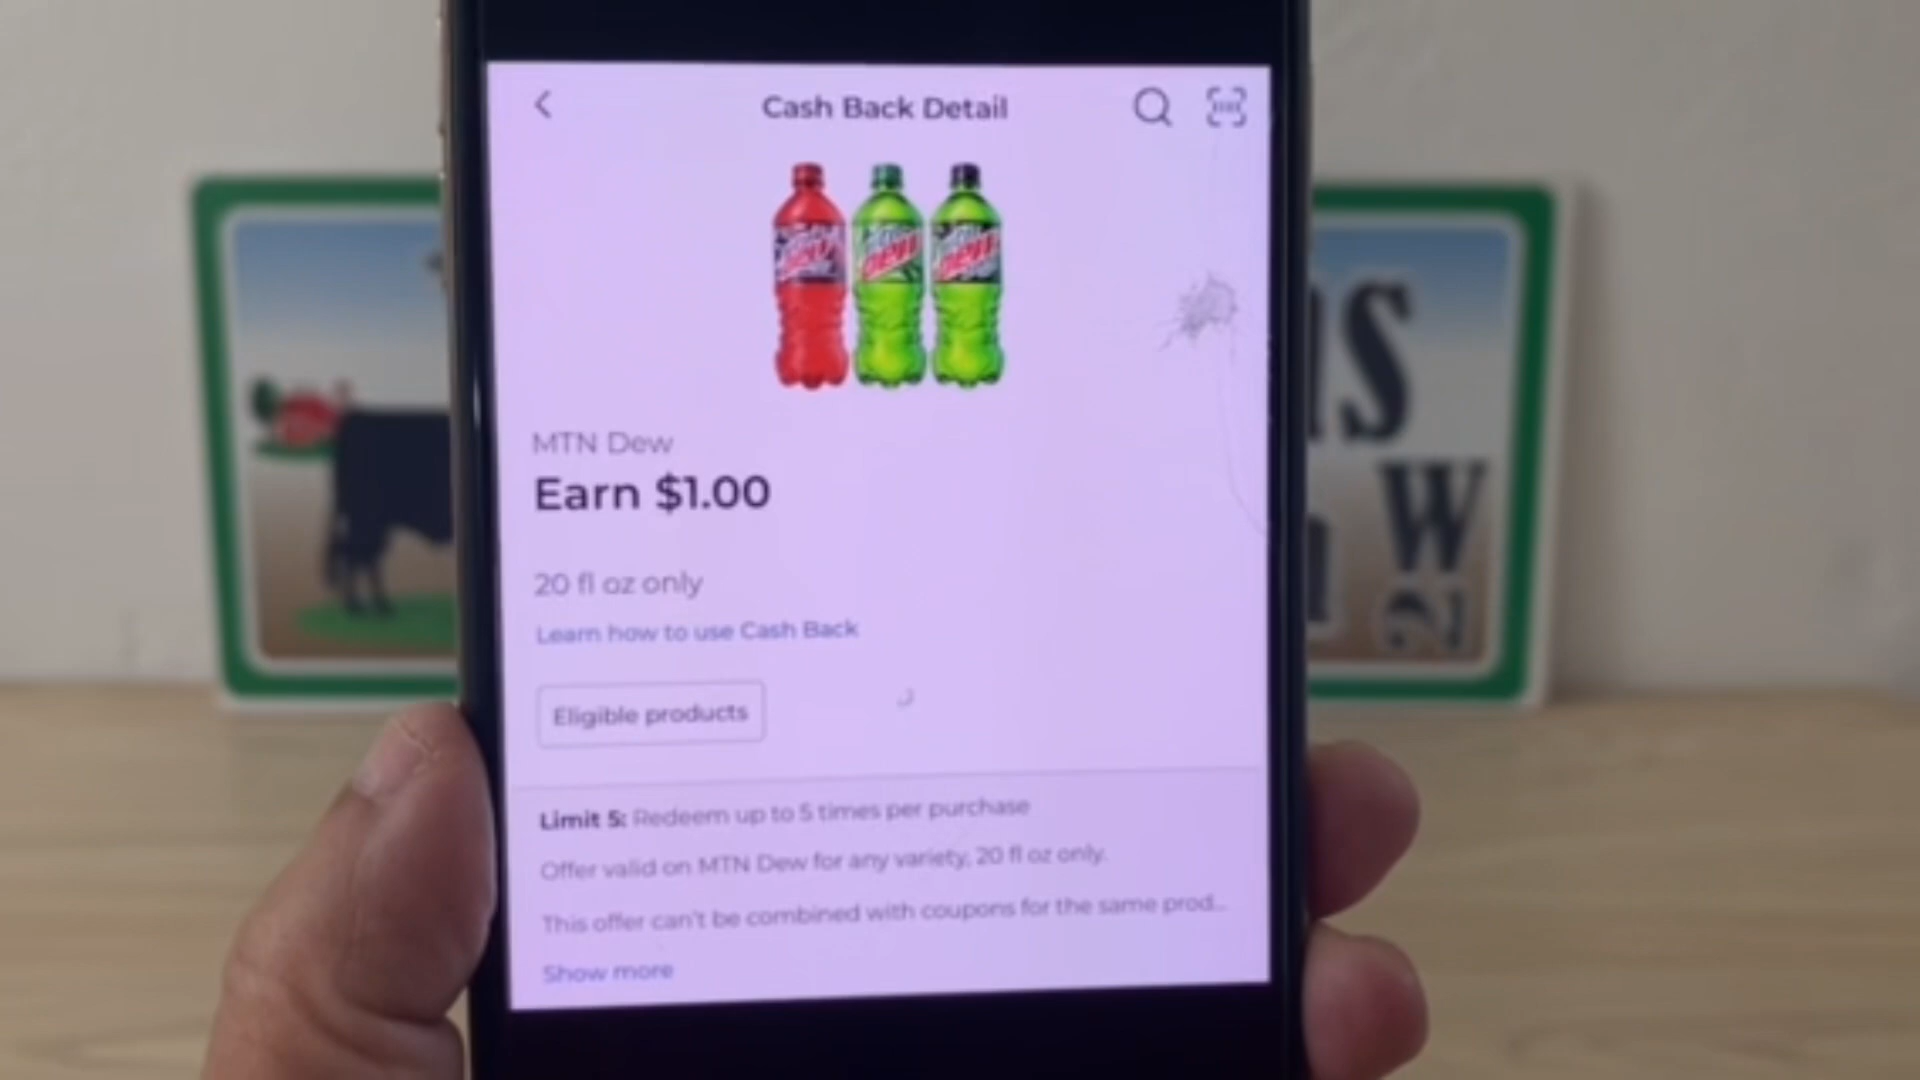 Cash Back Detail
MTN Dew
Earn $1.00
20 fl oz only
Learn how to use Cash Back
Eligible products
Limit 5: Redeem up to 5 times per purchase
Offer valid on MTN Dew for any variety, 20 fl oz only.
This offer can't be combined with coupons for the same prod...
Show more